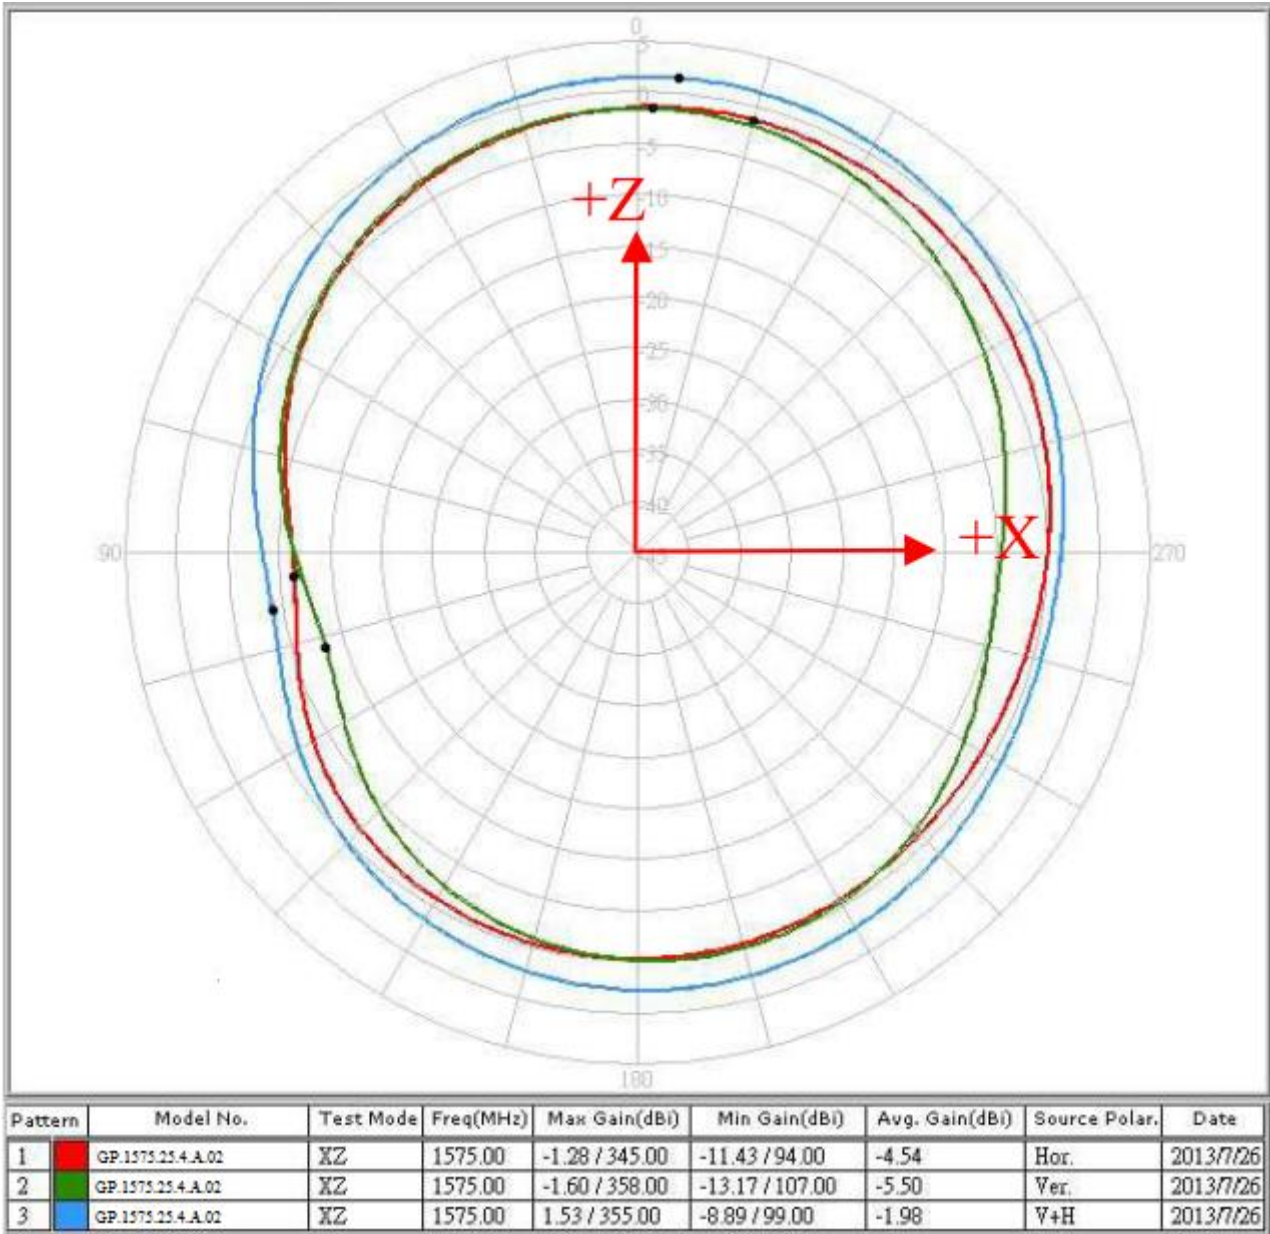 0
5
0
-5
-10
+Z
-15
-20
-25
-30
-35
-40
+X
90
-45
270
180
Pattern Model No. Test Mode Freq(MHz) Max Gain(dBi) Min Gain(dBi) Avg. Gain(dBi) Source Polar. Date
1 GP.1575.25.4.A.02 XZ 1575.00 -1.28 / 345.00 -11.43 / 94.00 -4.54 Hor. 2013/7/26
2 GP.1575.25.4.A.02 XZ 1575.00 -1.60 / 358.00 -13.17 / 107.00 -5.50 Ver. 2013/7/26
3 GP.1575.25.4.A.02 XZ 1575.00 1.53 / 355.00 -8.89 / 99.00 -1.98 V+H 2013/7/26